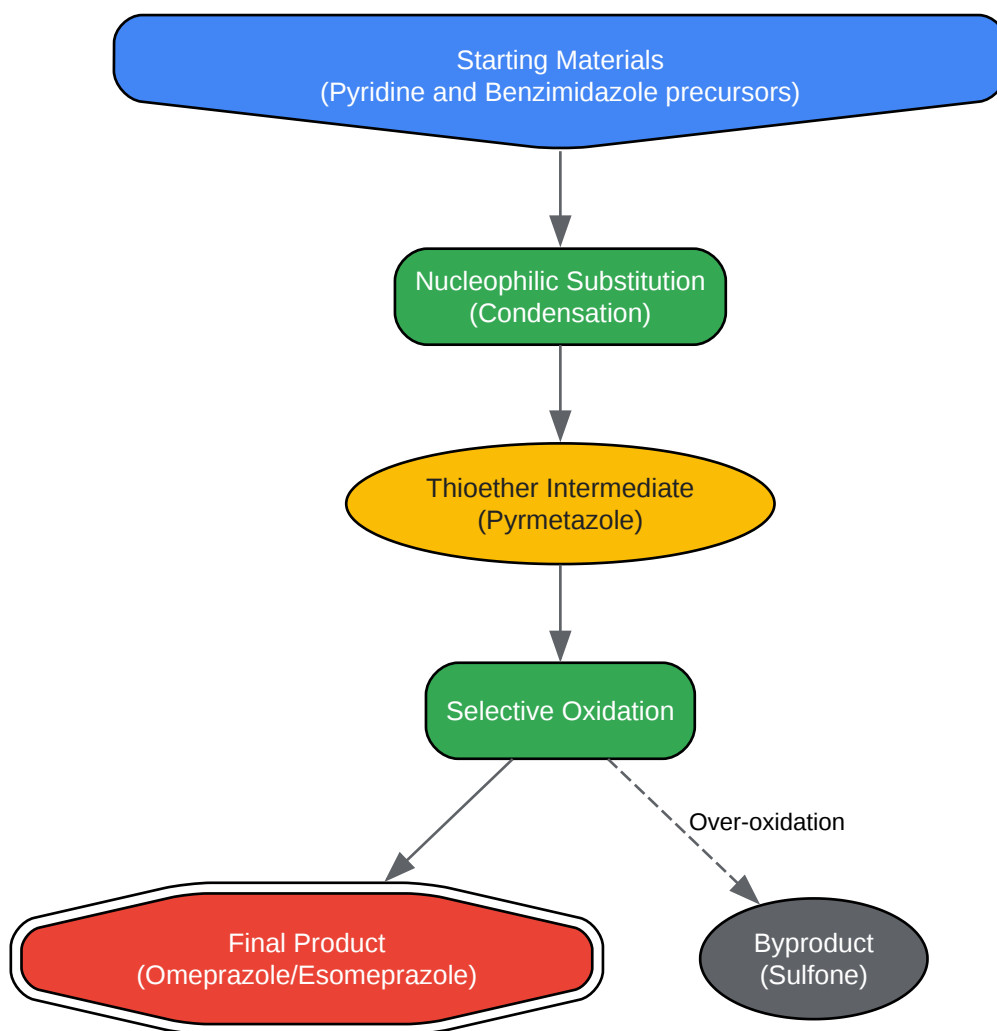 Starting Materials
(Pyridine and Benzimidazole precursors)
Nucleophilic Substitution
(Condensation)
Thioether Intermediate
(Pyrmetazole)
Selective Oxidation
Over-oxidation
Final Product
(Omeprazole/Esomeprazole)
Byproduct
(Sulfone)